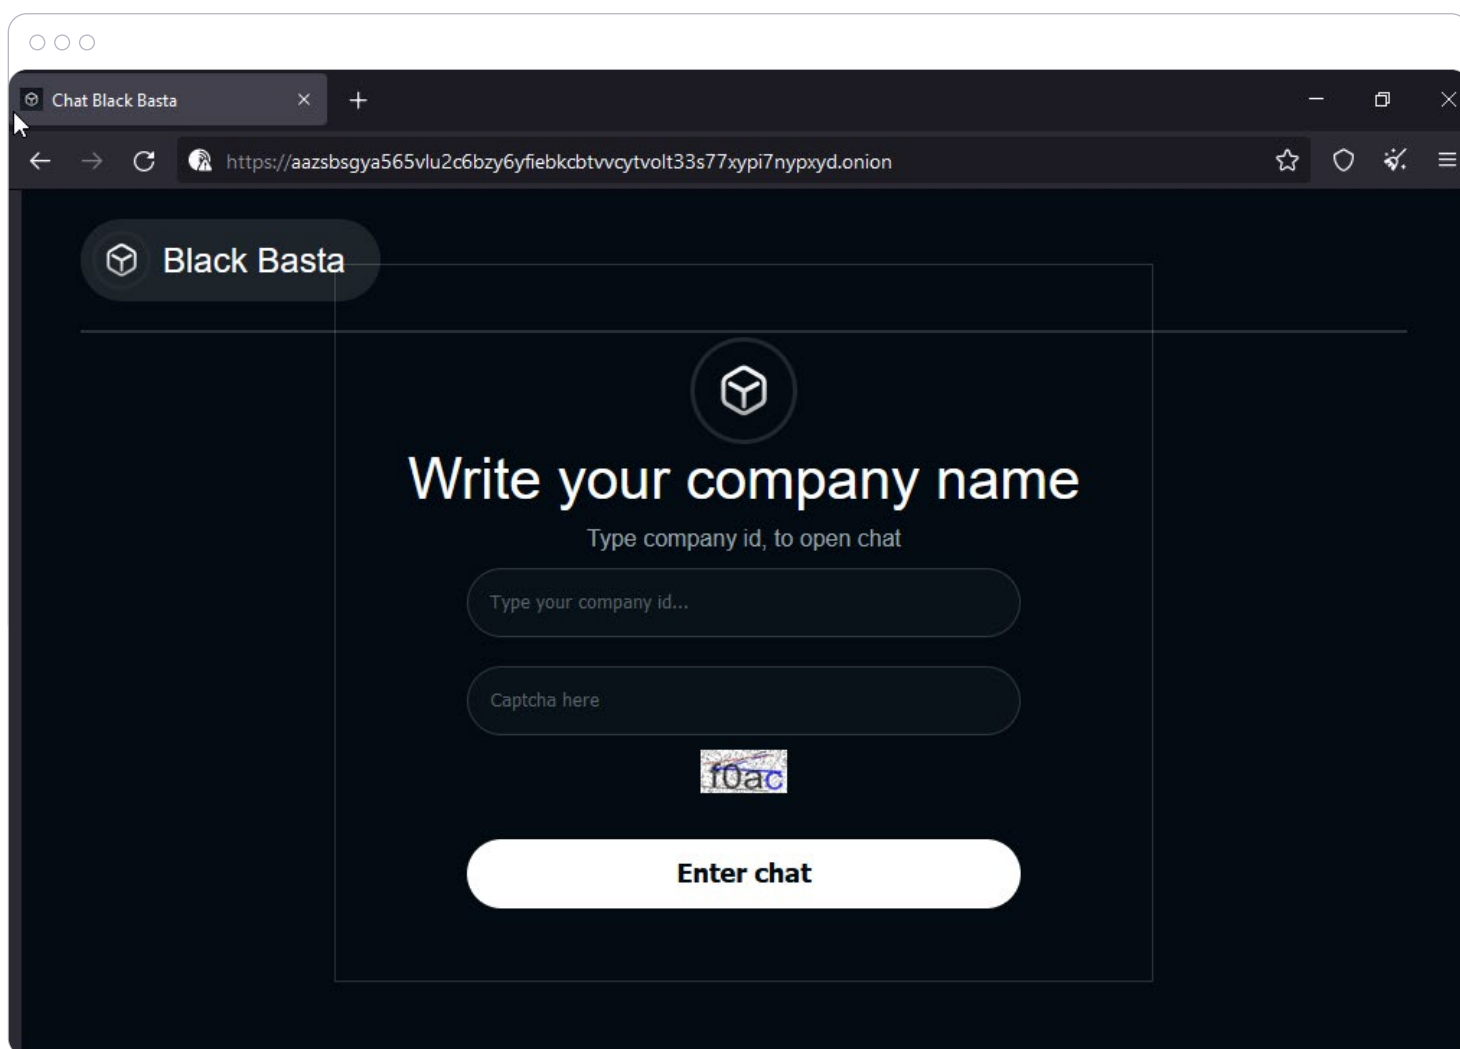 Chat Black Basta
https://aazsbsgya565vlu2c6bzy6yfiebkcbtvvcytvolt33s77xypi7nypxyd.onion
Black Basta
Write your company name
Type company id, to open chat
Type your company id...
Captcha here
f0ac
Enter chat